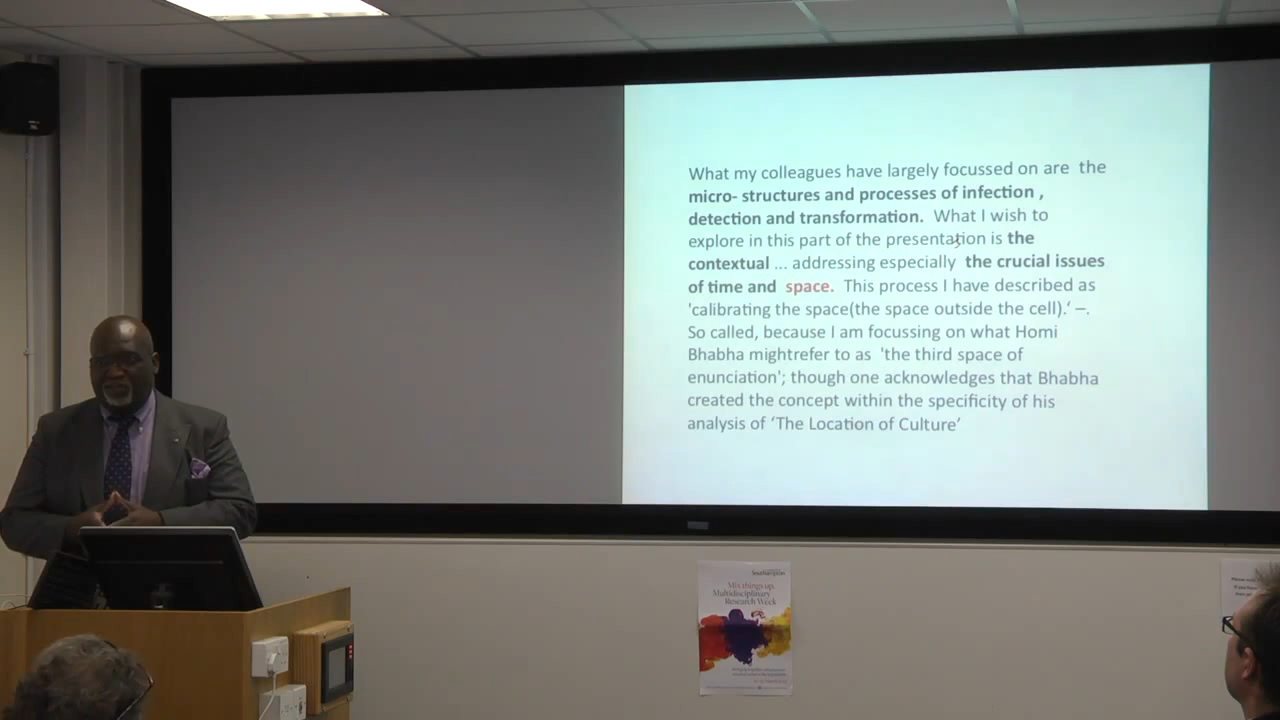 What my colleagues have largely focussed on are the
micro- structures and processes of infection ,
detection and transformation. What I wish to
explore in this part of the presentation is the
contextual ... addressing especially the crucial issues
of time and space. This process I have described as
'calibrating the space(the space outside the cell).‘ –.
So called, because I am focussing on what Homi
Bhabha mightrefer to as 'the third space of
enunciation'; though one acknowledges that Bhabha
created the concept within the specificity of his
analysis of ‘The Location of Culture’
Southampton
Mix things up
Multidisciplinary
Research Week